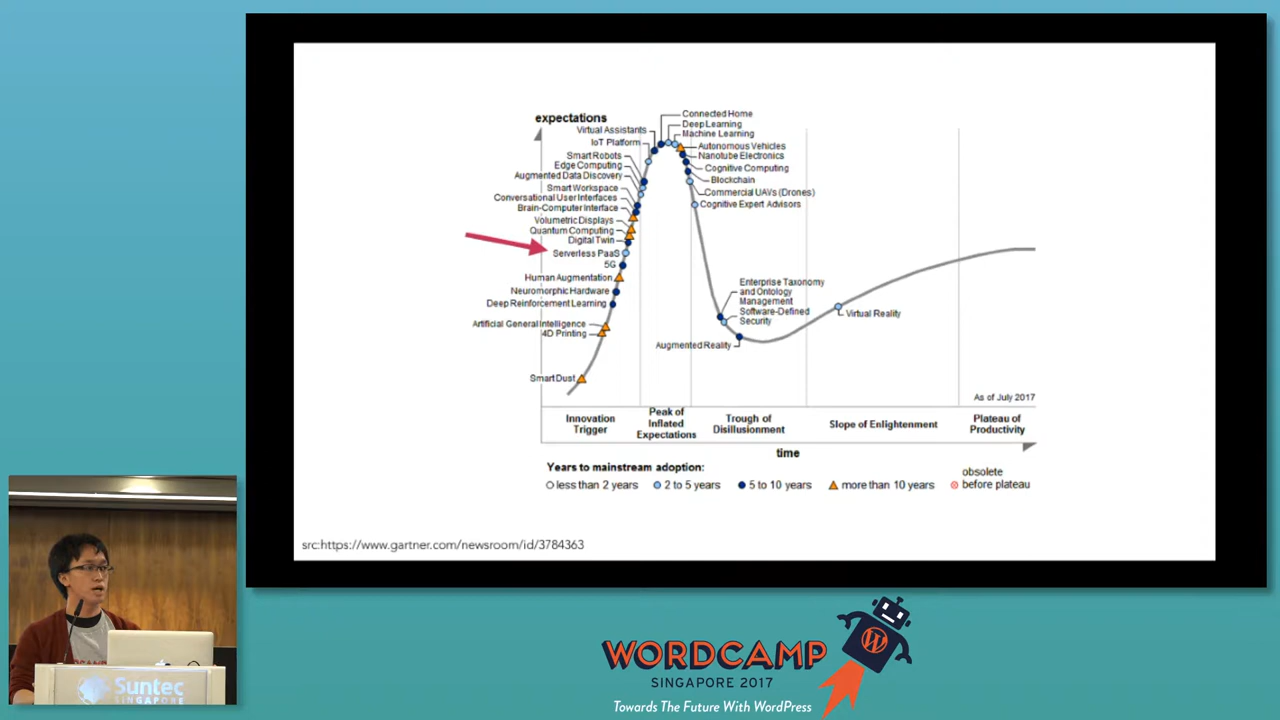 expectations
Connected Home
Deep Learning
Virtual Assistants
Machine Learning
IoT Platform
Autonomous Vehicles
Smart Robots
Nanotube Electronics
Edge Computing
Cognitive Computing
Augmented Data Discovery
Blockchain
Smart Workspace
Commercial UAVs (Drones)
Conversational User Interfaces
Cognitive Expert Advisors
Brain-Computer Interface
Volumetric Displays
Quantum Computing
Digital Twin
Serverless PaaS
5G
Human Augmentation
Neuromorphic Hardware
Deep Reinforcement Learning
Artificial General Intelligence
4D Printing
Smart Dust
Enterprise Taxonomy
and Ontology
Management
Software-Defined
Security
Augmented Reality
Virtual Reality
As of July 2017
Innovation
Trigger
Peak of
Inflated
Expectations
Trough of
Disillusionment
Slope of Enlightenment
Plateau of
Productivity
time
Years to mainstream adoption:
less than 2 years
2 to 5 years
5 to 10 years
more than 10 years
obsolete
before plateau
src:https://www.gartner.com/newsroom/id/3784363
Suntec
SINGAPORE
WORDCAMP
SINGAPORE 2017
Towards The Future With WordPress